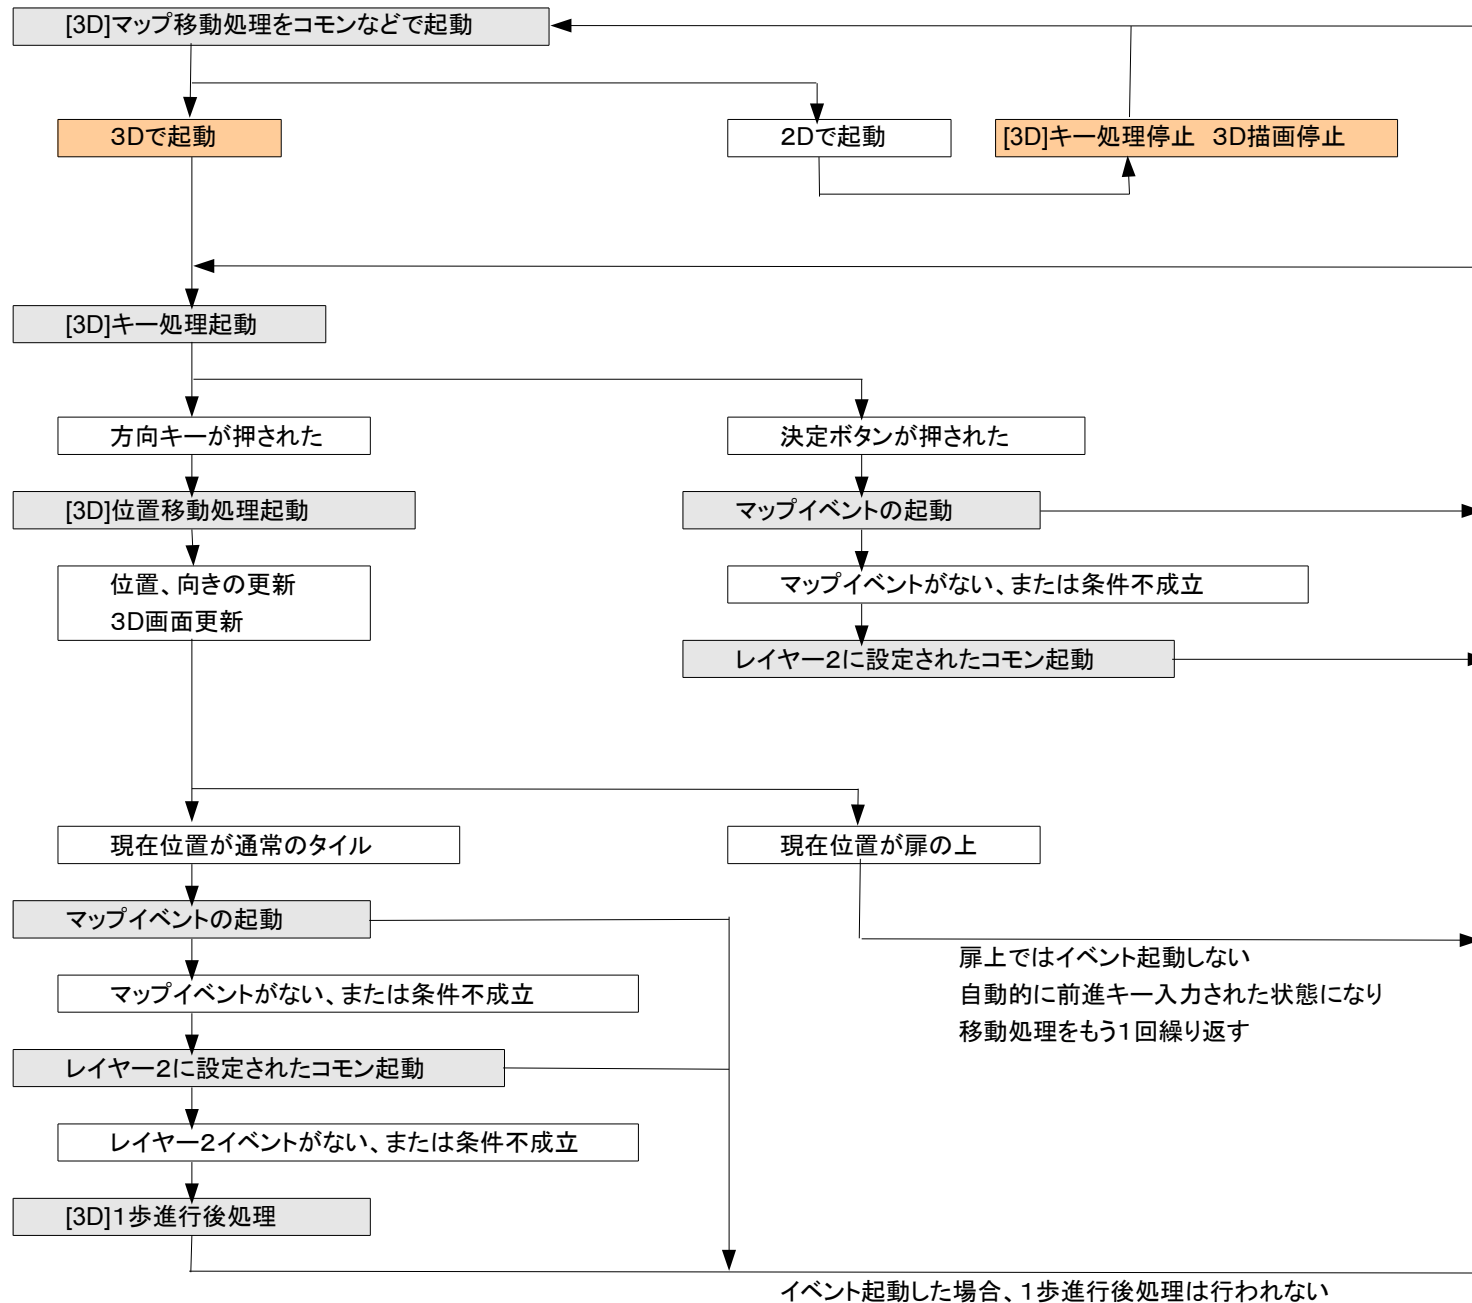 [3D]マップ移動処理をコモンなどで起動
3Dで起動
2Dで起動
[3D]キー処理停止　3D描画停止
[3D]キー処理起動
方向キーが押された
決定ボタンが押された
[3D]位置移動処理起動
マップイベントの起動
位置、向きの更新
3D画面更新
マップイベントがない、または条件不成立
レイヤー2に設定されたコモン起動
現在位置が通常のタイル
現在位置が扉の上
マップイベントの起動
扉上ではイベント起動しない
自動的に前進キー入力された状態になり
移動処理をもう1回繰り返す
マップイベントがない、または条件不成立
レイヤー2に設定されたコモン起動
レイヤー2イベントがない、または条件不成立
[3D]1歩進行後処理
イベント起動した場合、1歩進行後処理は行われない